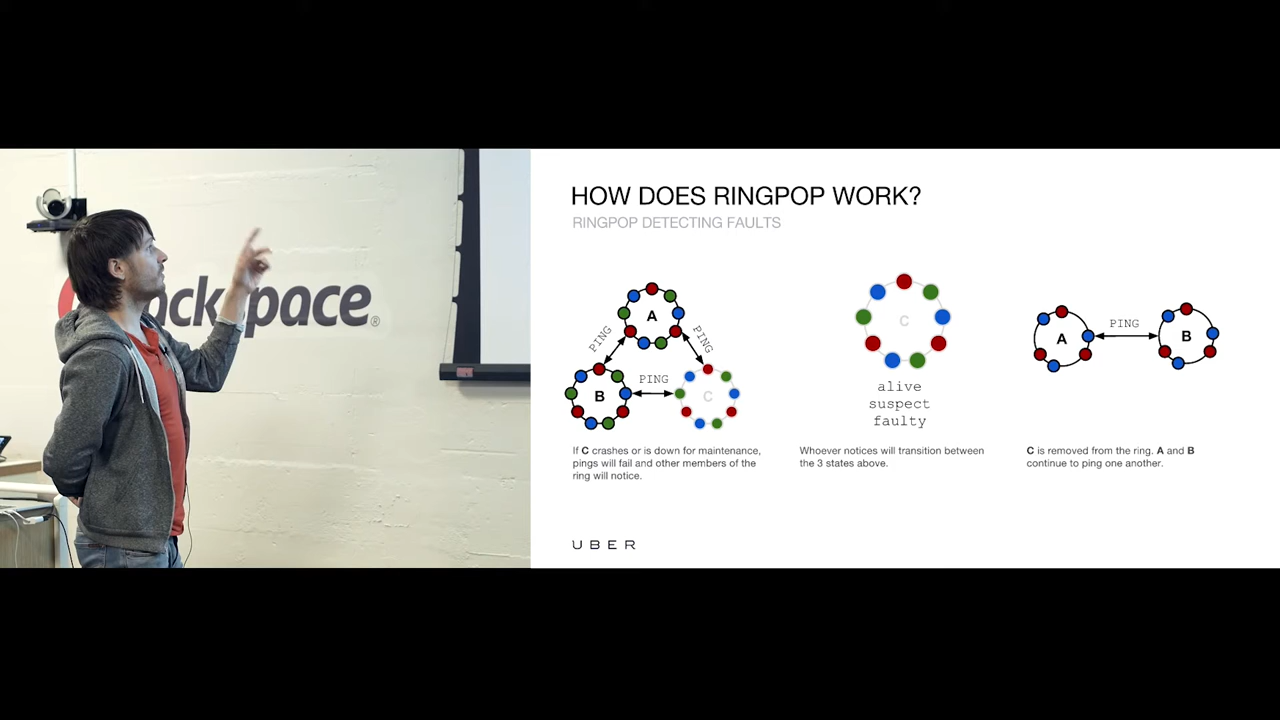 rackspace®
HOW DOES RINGPOP WORK?
RINGPOP DETECTING FAULTS
A
PING
PING
B
PING
C
If C crashes or is down for maintenance,
pings will fail and other members of the
ring will notice.
C
alive
suspect
faulty
Whoever notices will transition between
the 3 states above.
A
PING
B
C is removed from the ring. A and B
continue to ping one another.
UBER